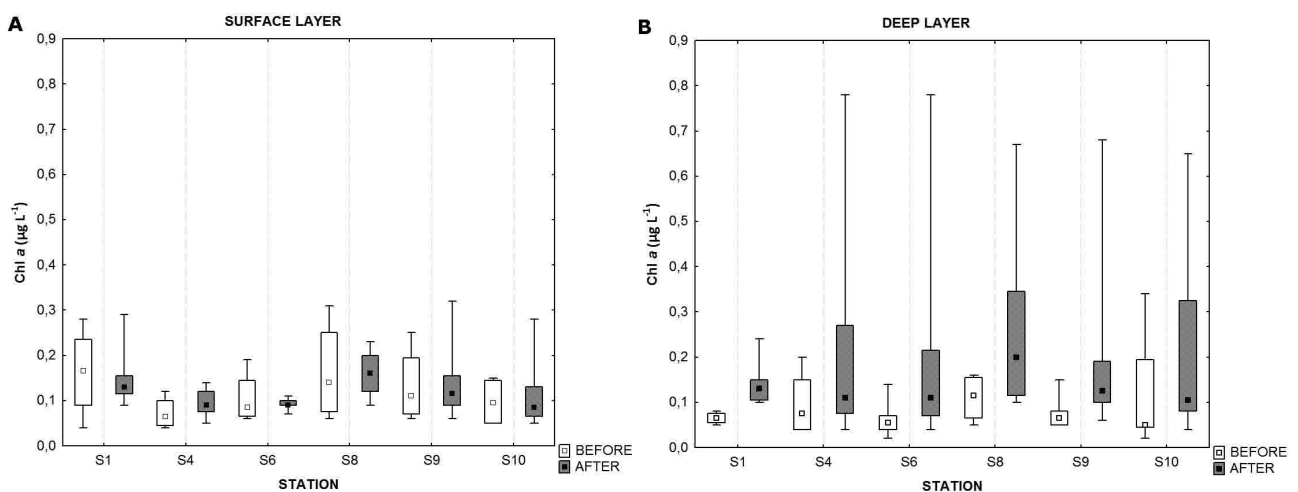 A
SURFACE LAYER
0,9
0,8
0,7
0,6
0,5
0,4
0,3
0,2
0,1
0,0
Chl a (µg L-1)
S1 S4 S6 S8 S9 S10
STATION
BEFORE
AFTER
B
DEEP LAYER
0,9
0,8
0,7
0,6
0,5
0,4
0,3
0,2
0,1
0,0
Chl a (µg L-1)
S1 S4 S6 S8 S9 S10
STATION
BEFORE
AFTER